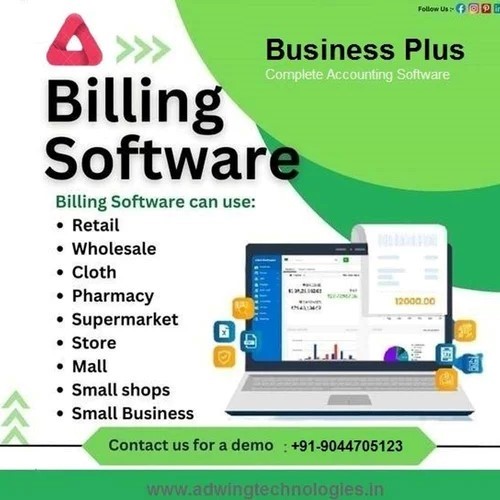 Follow Us :-
Business Plus
Complete Accounting Software
Billing
Software
Billing Software can use:
• Retail
• Wholesale
• Cloth
• Pharmacy
• Supermarket
• Store
• Mall
• Small shops
• Small Business
12000.00
Contact us for a demo : +91-9044705123
www.adwingtechnologies.in